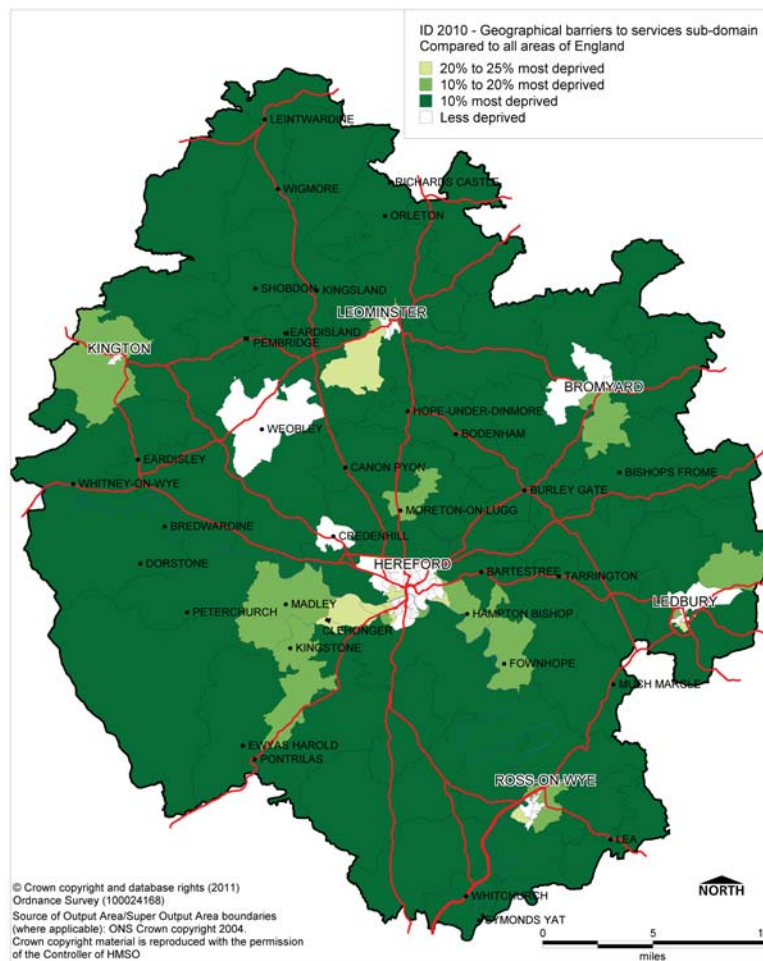 ID 2010 - Geographical barriers to services sub-domain
Compared to all areas of England
20% to 25% most deprived
10% to 20% most deprived
10% most deprived
Less deprived
LEINTWARDINE
RICHARDS CASTLE
WIGMORE
ORLETON
SHOBDON
KINGSLAND
LEOMINSTER
EARDISLAND
PEMBRIDGE
KINGTON
BROMYARD
HOPE-UNDER-DINMORE
WEOBLEY
BODENHAM
EARDISLEY
CANON PYON
BISHOPS FROME
WHITNEY-ON-WYE
BURLEY GATE
MORETON-ON-LUGG
BREDWARDINE
CREDENHILL
DORSTONE
HEREFORD
BARTESTREE
TARRINGTON
MADLEY
LEDBURY
PETERCHURCH
HAMPTON BISHOP
CLEHONGER
KINGSTONE
FOWNHOPE
MUCH MARCLE
EWYAS HAROLD
PONTRILAS
ROSS-ON-WYE
LEA
WHITCHURCH
SYMONDS YAT
© Crown copyright and database rights (2011)
Ordnance Survey (100024168)
Source of Output Area/Super Output Area boundaries
(where applicable): ONS Crown copyright 2004.
Crown copyright material is reproduced with the permission
of the Controller of HMSO
NORTH
0 5
miles